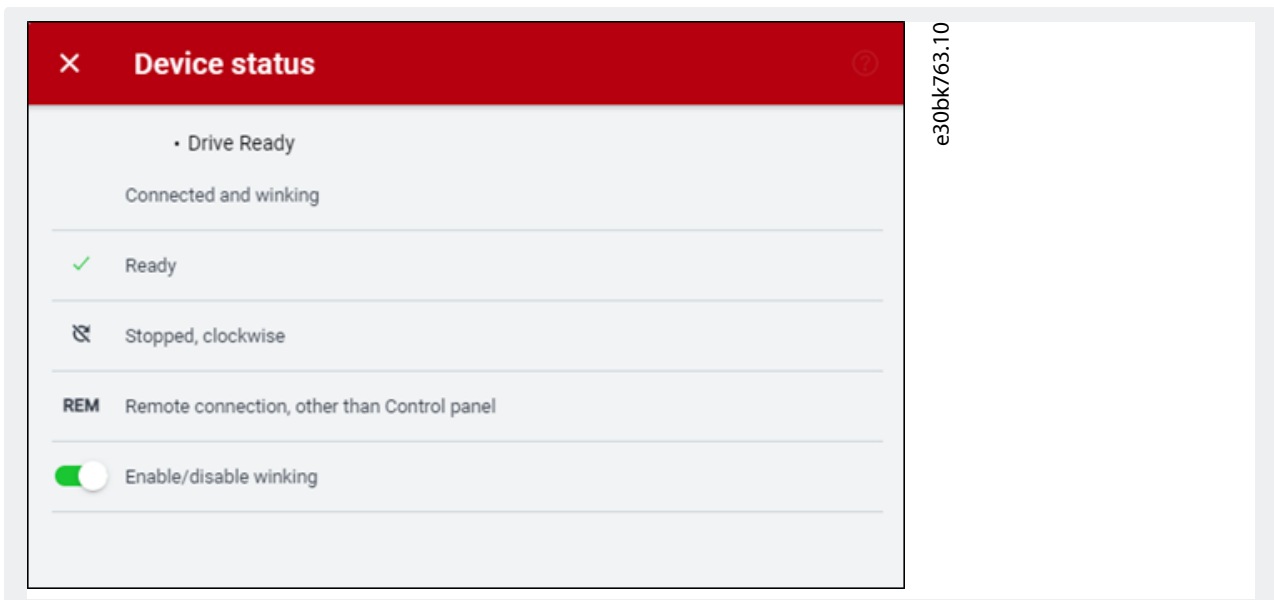 Device status
• Drive Ready
Connected and winking
Ready
Stopped, clockwise
REM Remote connection, other than Control panel
Enable/disable winking
e30bk763.10